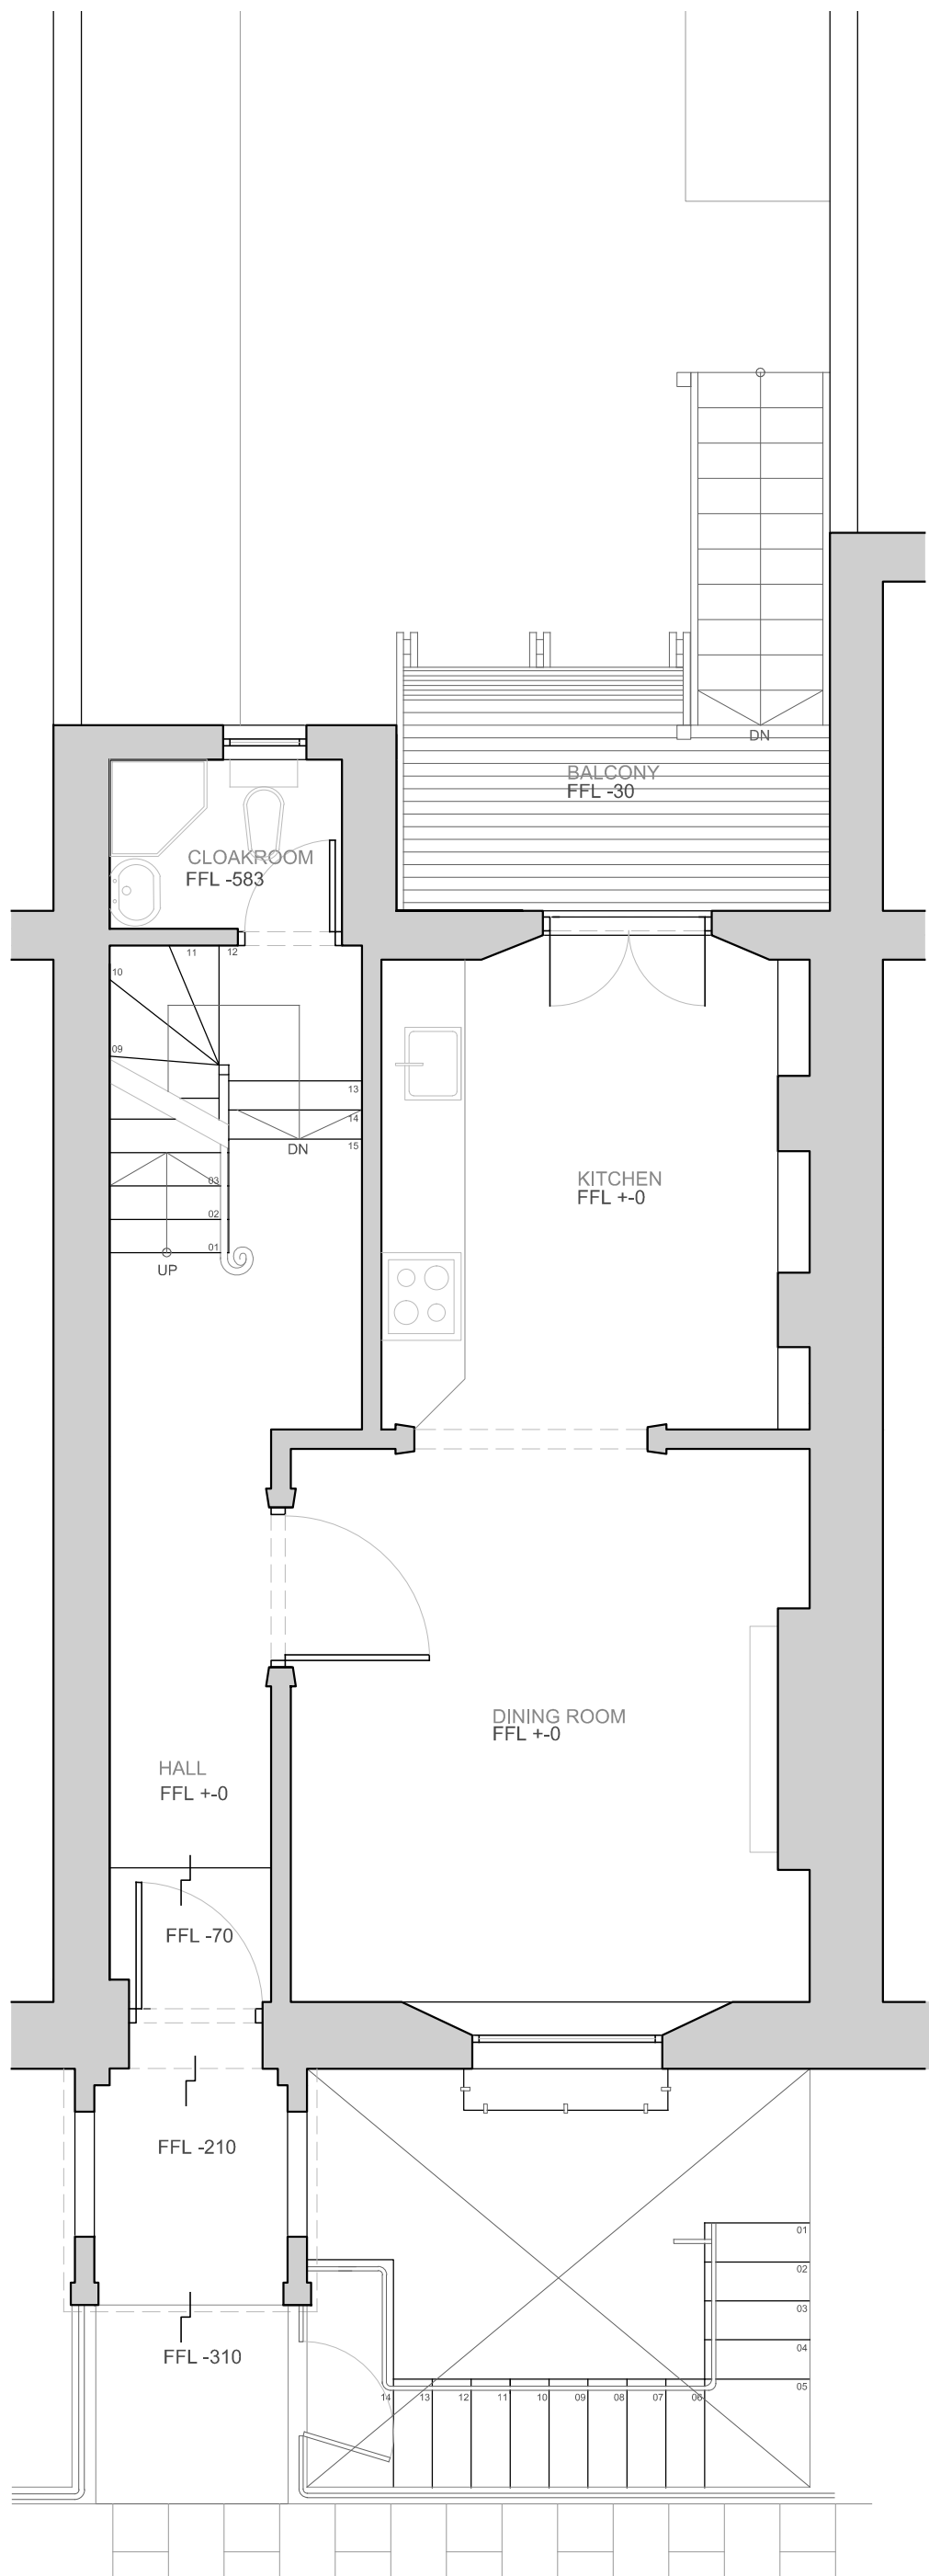 DN
BALCONY
FFL -30
CLOAKROOM
FFL -583
11
12
10
09
13
14
DN
15
KITCHEN
FFL +-0
03
02
01
UP
DINING ROOM
FFL +-0
HALL
FFL +-0
FFL -70
FFL -210
01
02
03
04
FFL -310
05
14
13
12
11
10
09
08
07
06